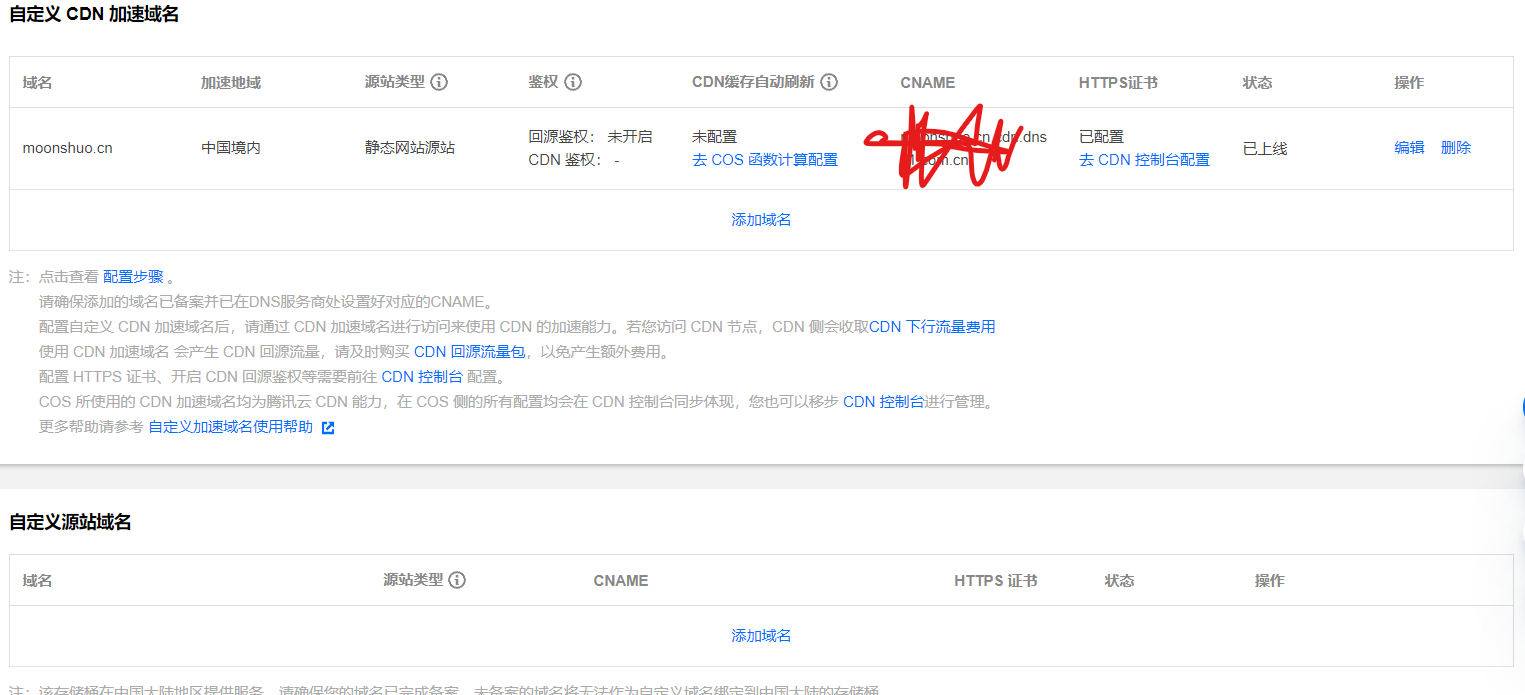 自定义 CDN 加速域名
域名 加速地域 源站类型 鉴权 CDN缓存自动刷新 CNAME HTTPS证书 状态 操作
moonshuo.cn 中国境内 静态网站源站 回源鉴权： 未开启 未配置 已配置 已上线 编辑 删除
CDN 鉴权： - 去 COS 函数计算配置 去 CDN 控制台配置
添加域名
注： 点击查看 配置步骤 。
请确保添加的域名已备案并已在DNS服务商处设置好对应的CNAME。
配置自定义 CDN 加速域名后，请通过 CDN 加速域名进行访问来使用 CDN 的加速能力。若您访问 CDN 节点，CDN 侧会收取CDN 下行流量费用
使用 CDN 加速域名 会产生 CDN 回源流量，请及时购买 CDN 回源流量包，以免产生额外费用。
配置 HTTPS 证书、开启 CDN 回源鉴权等需要前往 CDN 控制台 配置。
COS 所使用的 CDN 加速域名均为腾讯云 CDN 能力，在 COS 侧的所有配置均会在 CDN 控制台同步体现，您也可以移步 CDN 控制台进行管理。
更多帮助请参考 自定义加速域名使用帮助
自定义源站域名
域名 源站类型 CNAME HTTPS 证书 状态 操作
添加域名
注： 该存储桶在中国大陆地区提供服务，请确保您的域名已完成备案，未备案的域名将无法作为自定义域名绑定到中国大陆的存储桶